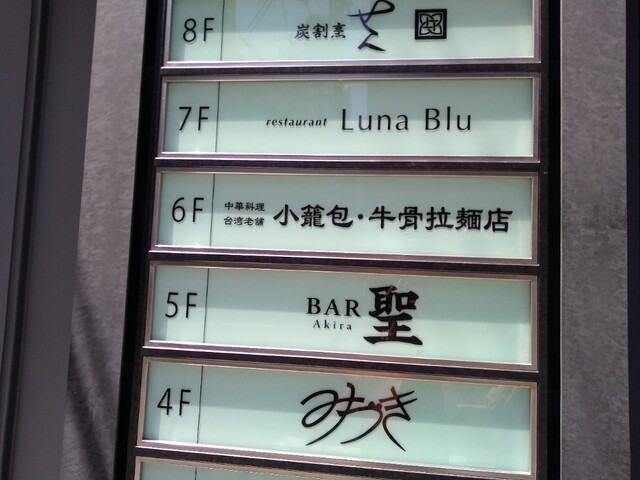 8F 炭割烹
7F restaurant Luna Blu
6F 中華料理
台湾老舗 小籠包・牛骨拉麺店
5F BAR 聖
Akira
4F みつき